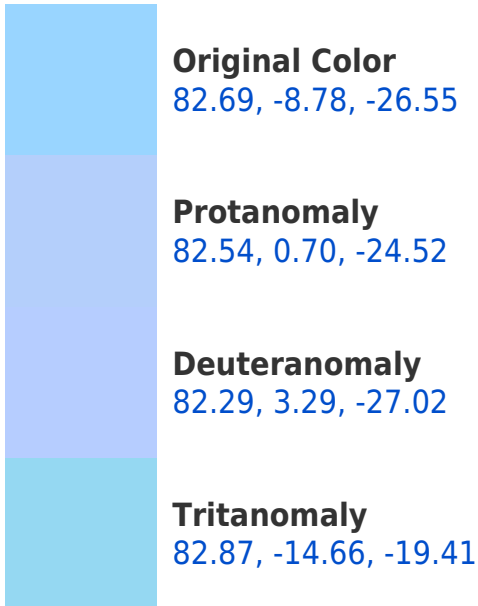 Original Color
82.69, -8.78, -26.55
Protanomaly
82.54, 0.70, -24.52
Deuteranomaly
82.29, 3.29, -27.02
Tritanomaly
82.87, -14.66, -19.41